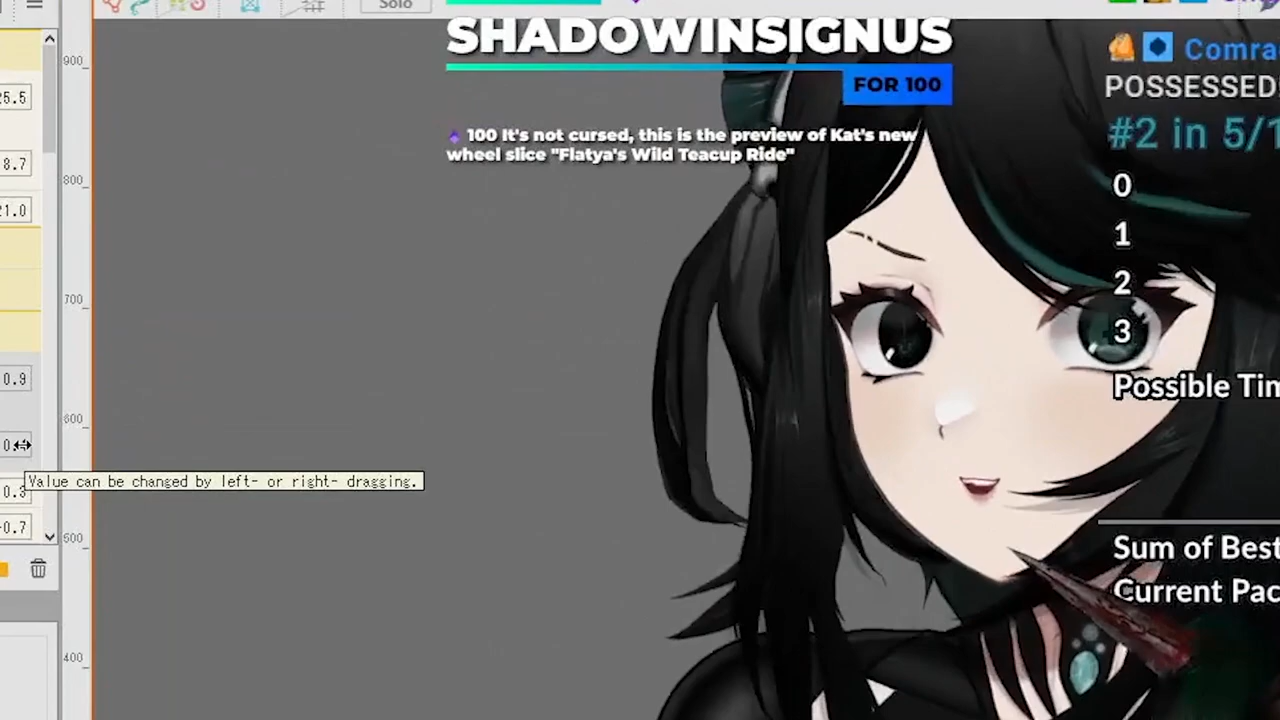 Solo
900
SHADOWINSIGNUS
FOR 100
100 It's not cursed, this is the preview of Kat's new
wheel slice "Flatya's Wild Teacup Ride"
Comra
POSSESSED
#2 in 5/1
0
1
2
3
Possible Tim
Sum of Best
Current Pac
25.5
8.7
21.0
0.9
0.
Value can be changed by left- or right- dragging.
0.3
0.7
800
700
600
500
400